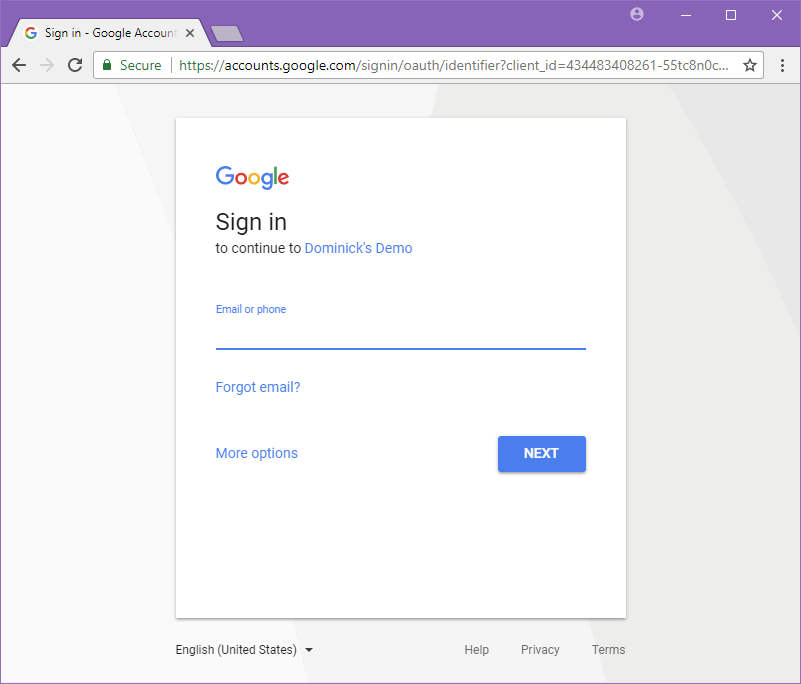 Sign in - Google Account
Secure
https://accounts.google.com/signin/oauth/identifier?client_id=434483408261-55tc8n0c...
Google
Sign in
to continue to Dominick's Demo
Email or phone
Forgot email?
More options
NEXT
English (United States)
Help
Privacy
Terms